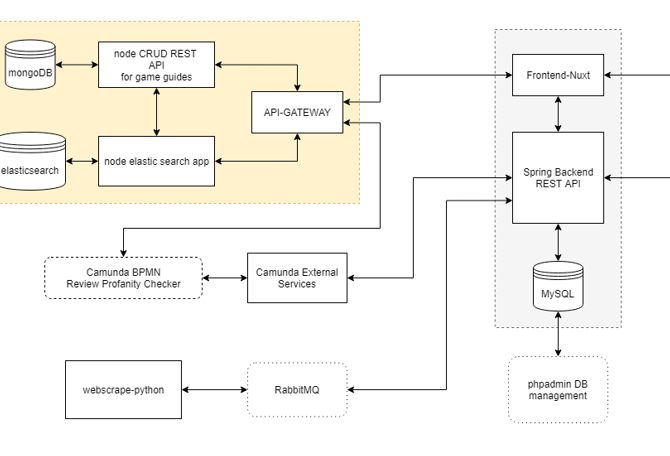 mongoDB
node CRUD REST
API
for game guides
API-GATEWAY
elasticsearch
node elastic search app
Frontend-Nuxt
Spring Backend
REST API
MySQL
phpadmin DB
management
Camunda BPMN
Review Profanity Checker
Camunda External
Services
webscrape-python
RabbitMQ